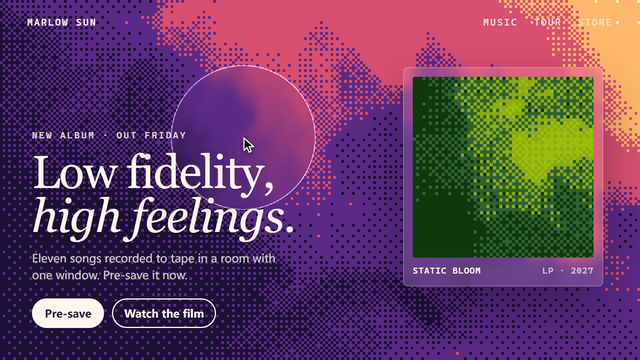 MARLOW SUN
MUSIC TOUR STORE
NEW ALBUM · OUT FRIDAY
Low fidelity,
high feelings.
Eleven songs recorded to tape in a room with
one window. Pre-save it now.
Pre-save
Watch the film
STATIC BLOOM
LP · 2027